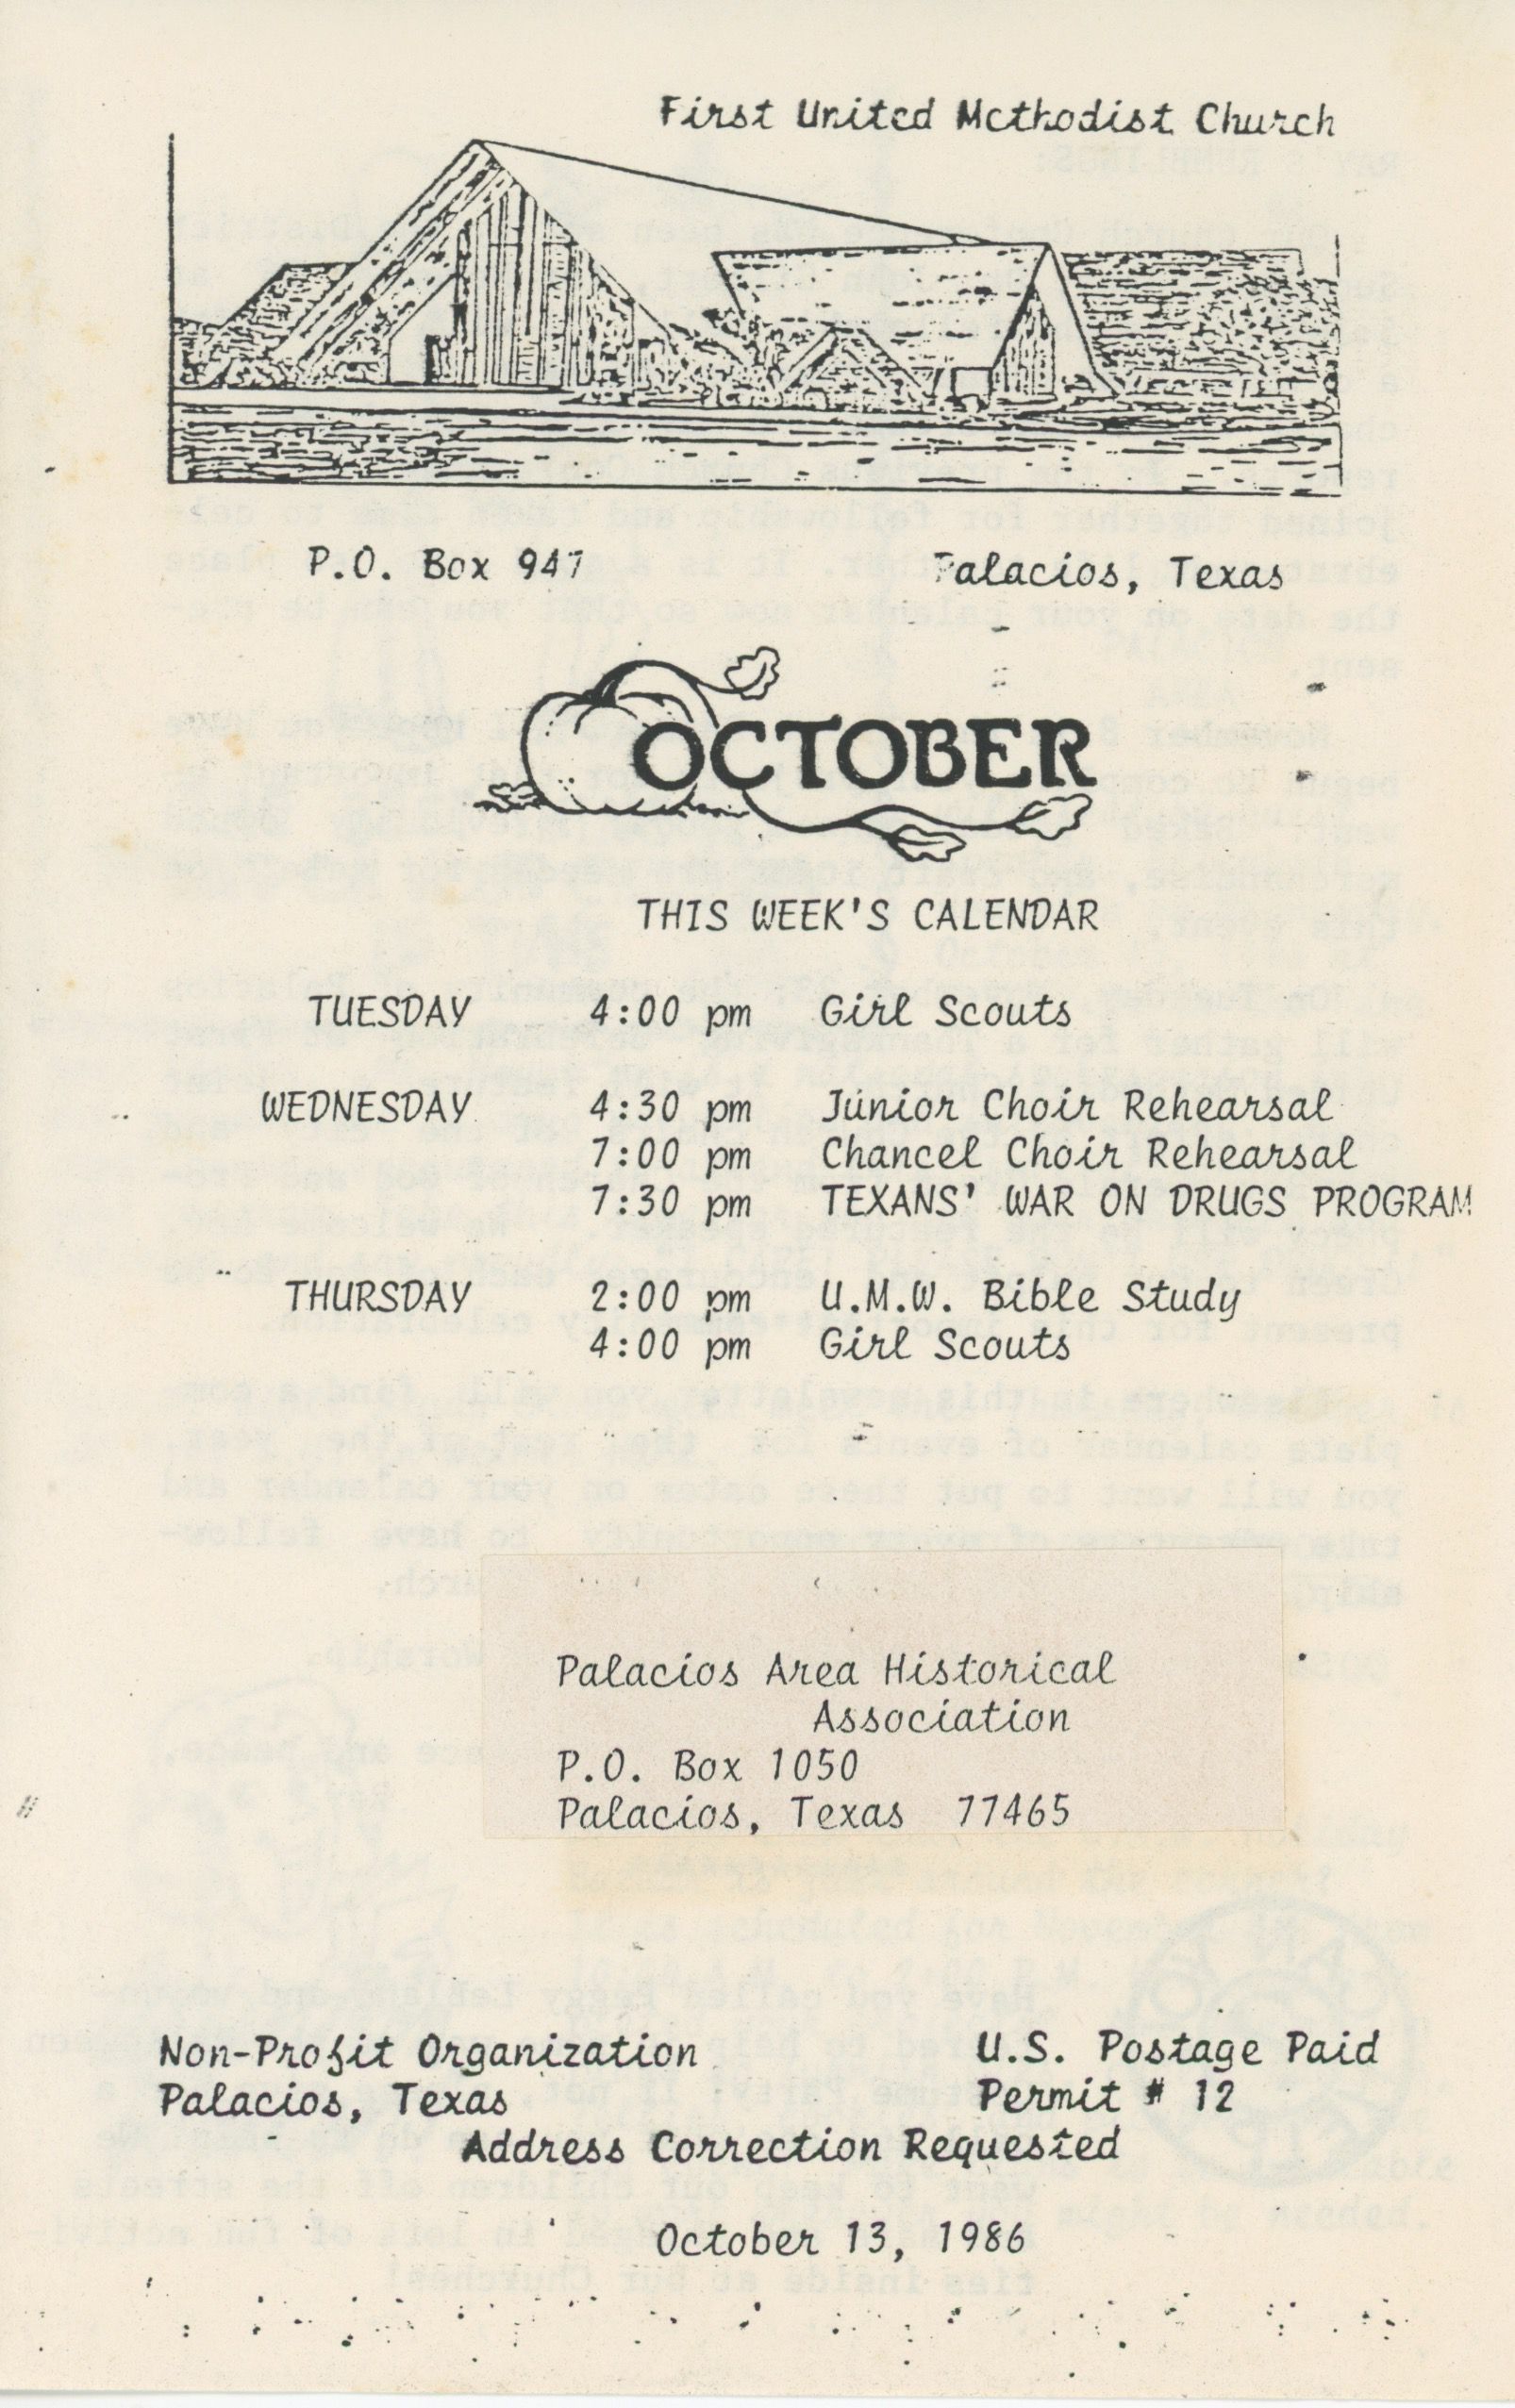 First United Methodist Church
P.O. Box 947 Palacios, Texas
OCTOBER
THIS WEEK'S CALENDAR
TUESDAY 4:00 pm Girl Scouts
WEDNESDAY 4:30 pm Junior Choir Rehearsal
7:00 pm Chancel Choir Rehearsal
7:30 pm TEXANS' WAR ON DRUGS PROGRAM
THURSDAY 2:00 pm U.M.W. Bible Study
4:00 pm Girl Scouts
Palacios Area Historical
Association
P.O. Box 1050
Palacios, Texas 77465
Non-Profit Organization U.S. Postage Paid
Palacios, Texas Permit # 12
Address Correction Requested
October 13, 1986